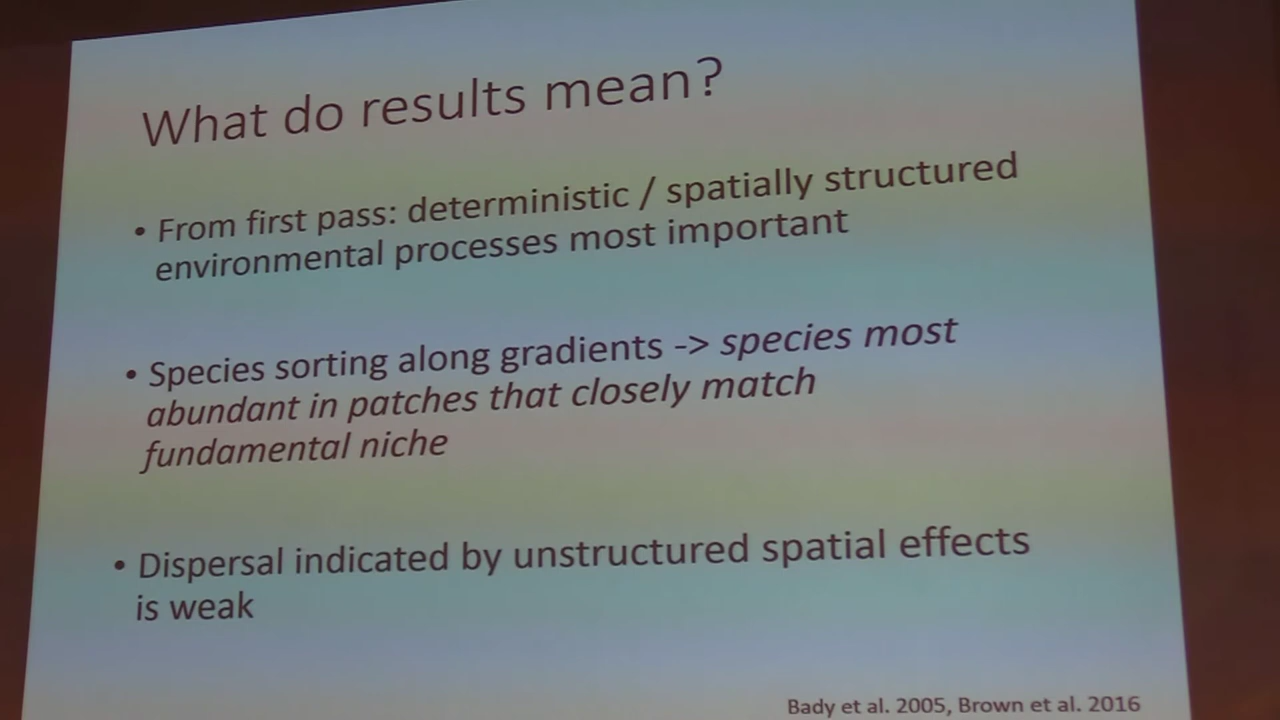 What do results mean?
• From first pass: deterministic / spatially structured
environmental processes most important
• Species sorting along gradients -> species most
abundant in patches that closely match
fundamental niche
• Dispersal indicated by unstructured spatial effects
is weak
Bady et al. 2005, Brown et al. 2016